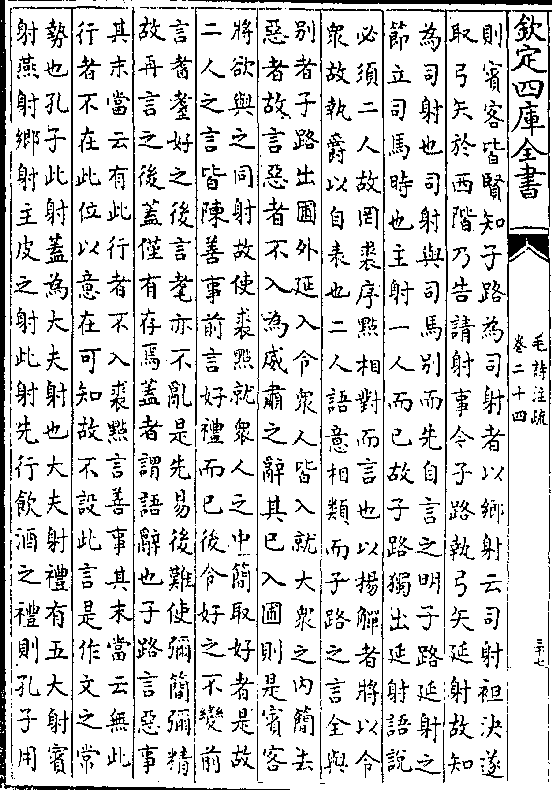 欽定四庫全書
毛詩注疏
卷二十四
三十七
則賓客皆賢知子路為司射者以鄉射云司射袒決遂
取弓矢於西階乃告請射事令子路執弓矢延射故知
為司射也司射與司馬別而先自言之明子路延射之
節立司馬時也主射一人而已故子路獨出延射語說
必須二人故罔裘序點相對而言也以揚觶者將以令
衆故執爵以自表也二人語意相類而子路之言全與
別者子路出圃外延入令衆人皆入就大衆之内簡去
惡者故言惡者不入為威肅之辭其已入圃則是賓客
將欲與之同射故使裘點就衆人之中簡取好者是故
二人之言皆陳善事前言好禮而已後令好之不變前
言耆耋好之後言耄亦不亂是先易後難使彌簡彌精
故再言之後蓋僅有存焉蓋者謂語辭也子路言惡事
其末當云有此行者不入裘點言善事其末當云無此
行者不在此位以意在可知故不設此言是作文之常
勢也孔子此射蓋為大夫射也大夫射禮有五大射賓
射燕射鄉射主皮之射此射先行飲酒之禮則孔子用